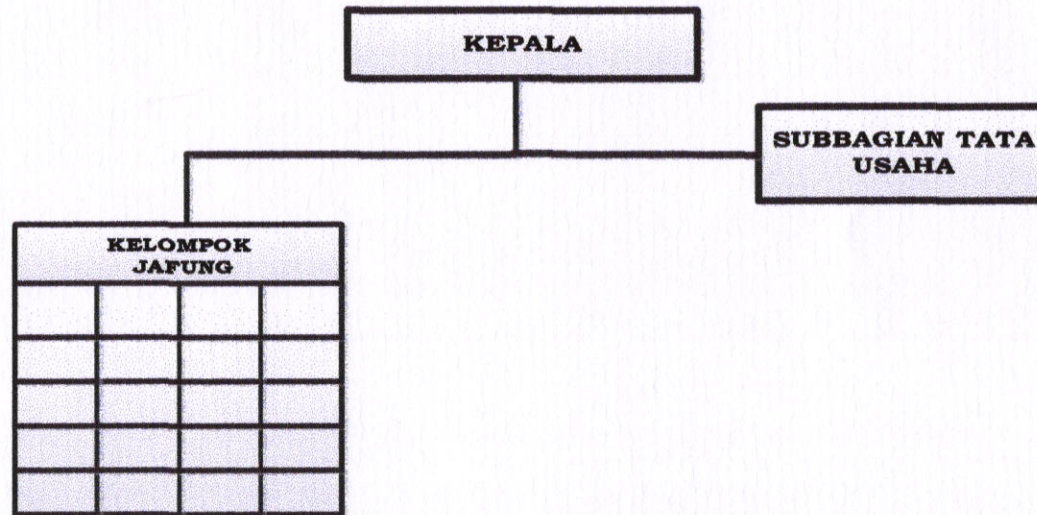 KEPALA
SUBBAGIAN TATA
USAHA
KELOMPOK
JAFUNG